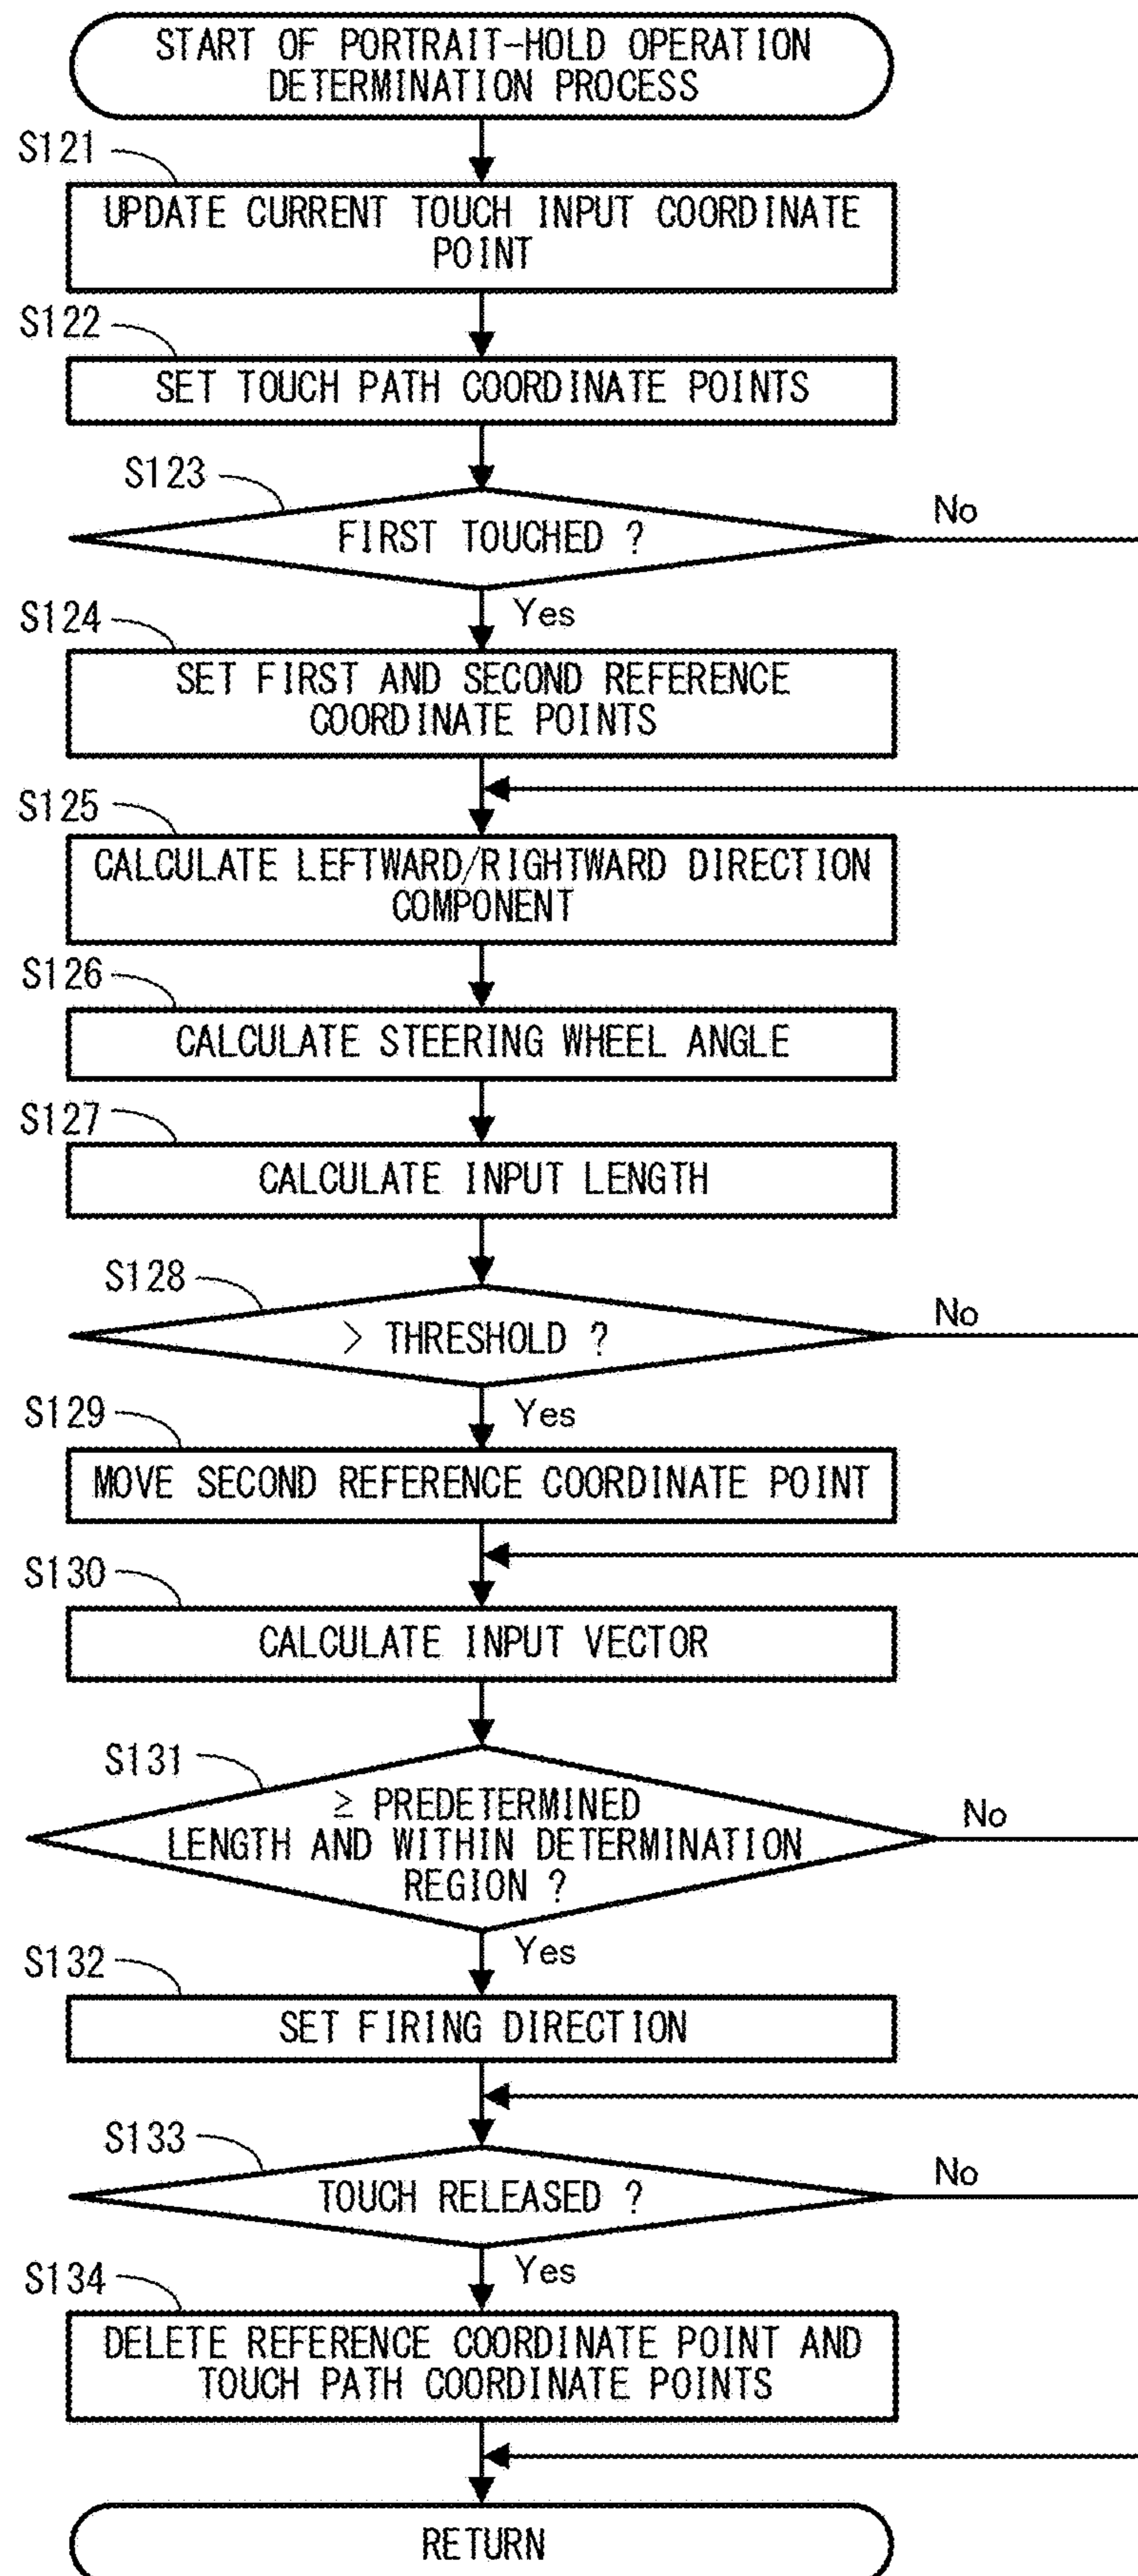 START OF PORTRAIT-HOLD OPERATION
DETERMINATION PROCESS
S121
UPDATE CURRENT TOUCH INPUT COORDINATE
POINT
S122
SET TOUCH PATH COORDINATE POINTS
S123
FIRST TOUCHED ?
No
Yes
S124
SET FIRST AND SECOND REFERENCE
COORDINATE POINTS
S125
CALCULATE LEFTWARD/RIGHTWARD DIRECTION
COMPONENT
S126
CALCULATE STEERING WHEEL ANGLE
S127
CALCULATE INPUT LENGTH
S128
> THRESHOLD ?
No
Yes
S129
MOVE SECOND REFERENCE COORDINATE POINT
S130
CALCULATE INPUT VECTOR
S131
≥ PREDETERMINED
LENGTH AND WITHIN DETERMINATION
REGION ?
No
Yes
S132
SET FIRING DIRECTION
S133
TOUCH RELEASED ?
No
Yes
S134
DELETE REFERENCE COORDINATE POINT AND
TOUCH PATH COORDINATE POINTS
RETURN